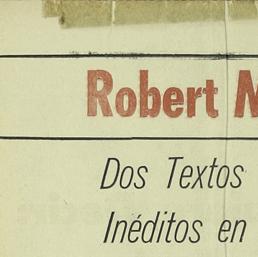 Robert M
Dos Textos
Inéditos en